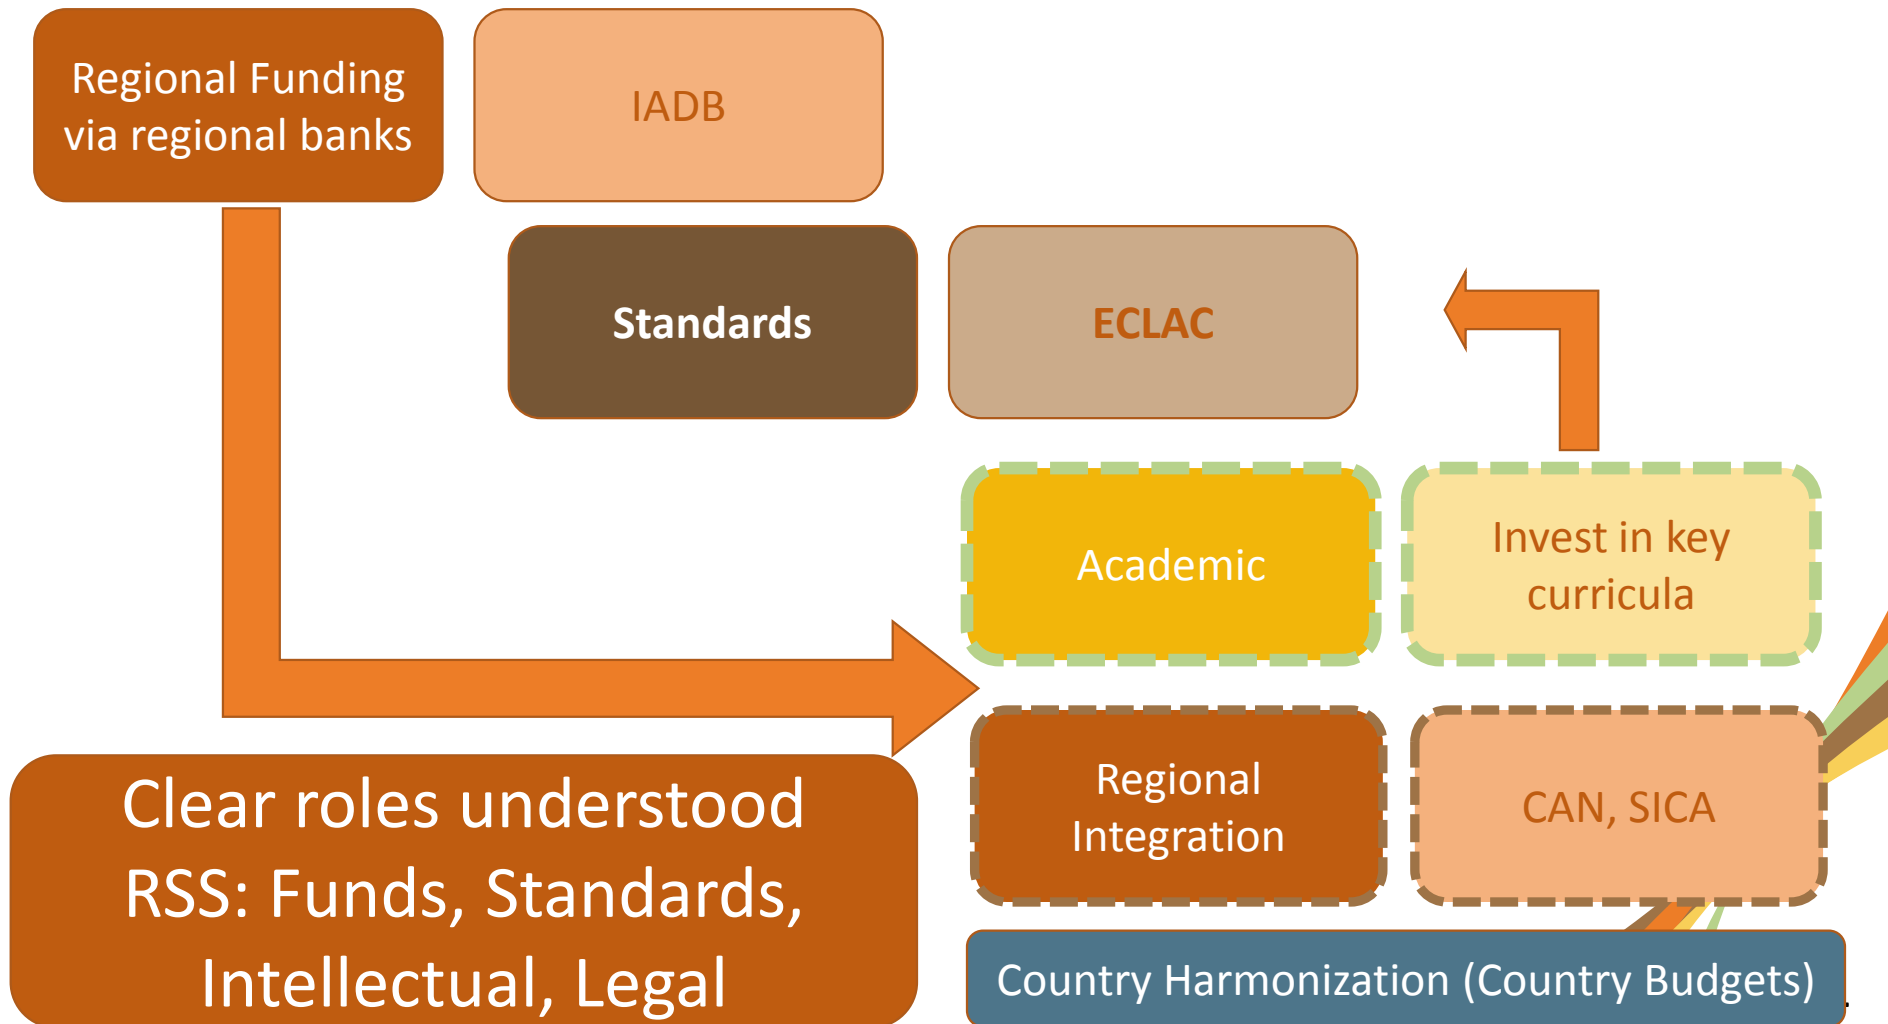 Regional Funding
via regional banks
IADB
Standards
ECLAC
Academic
Invest in key
curricula
Regional
Integration
CAN, SICA
Clear roles understood
RSS: Funds, Standards,
Intellectual, Legal
Country Harmonization (Country Budgets)